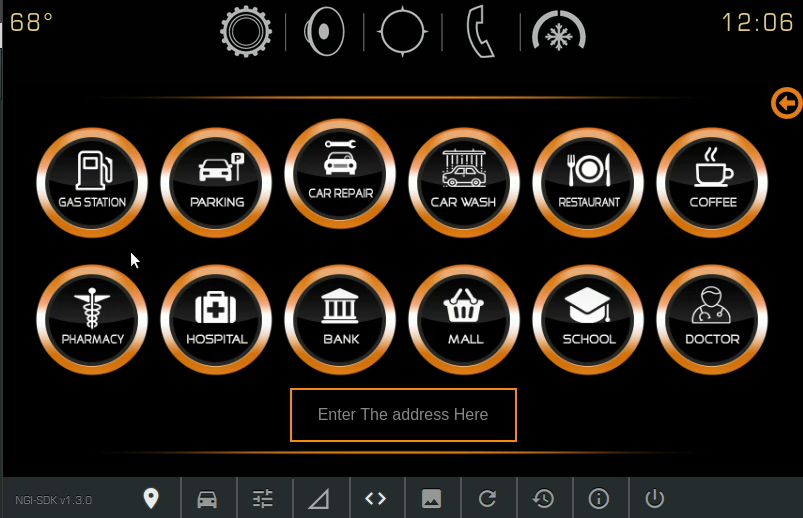 68°
12:06
P
GAS STATION
PARKING
CAR REPAIR
CAR WASH
RESTAURANT
COFFEE
PHARMACY
HOSPITAL
BANK
MALL
SCHOOL
DOCTOR
Enter The address Here
NGI-SDK v1.3.0